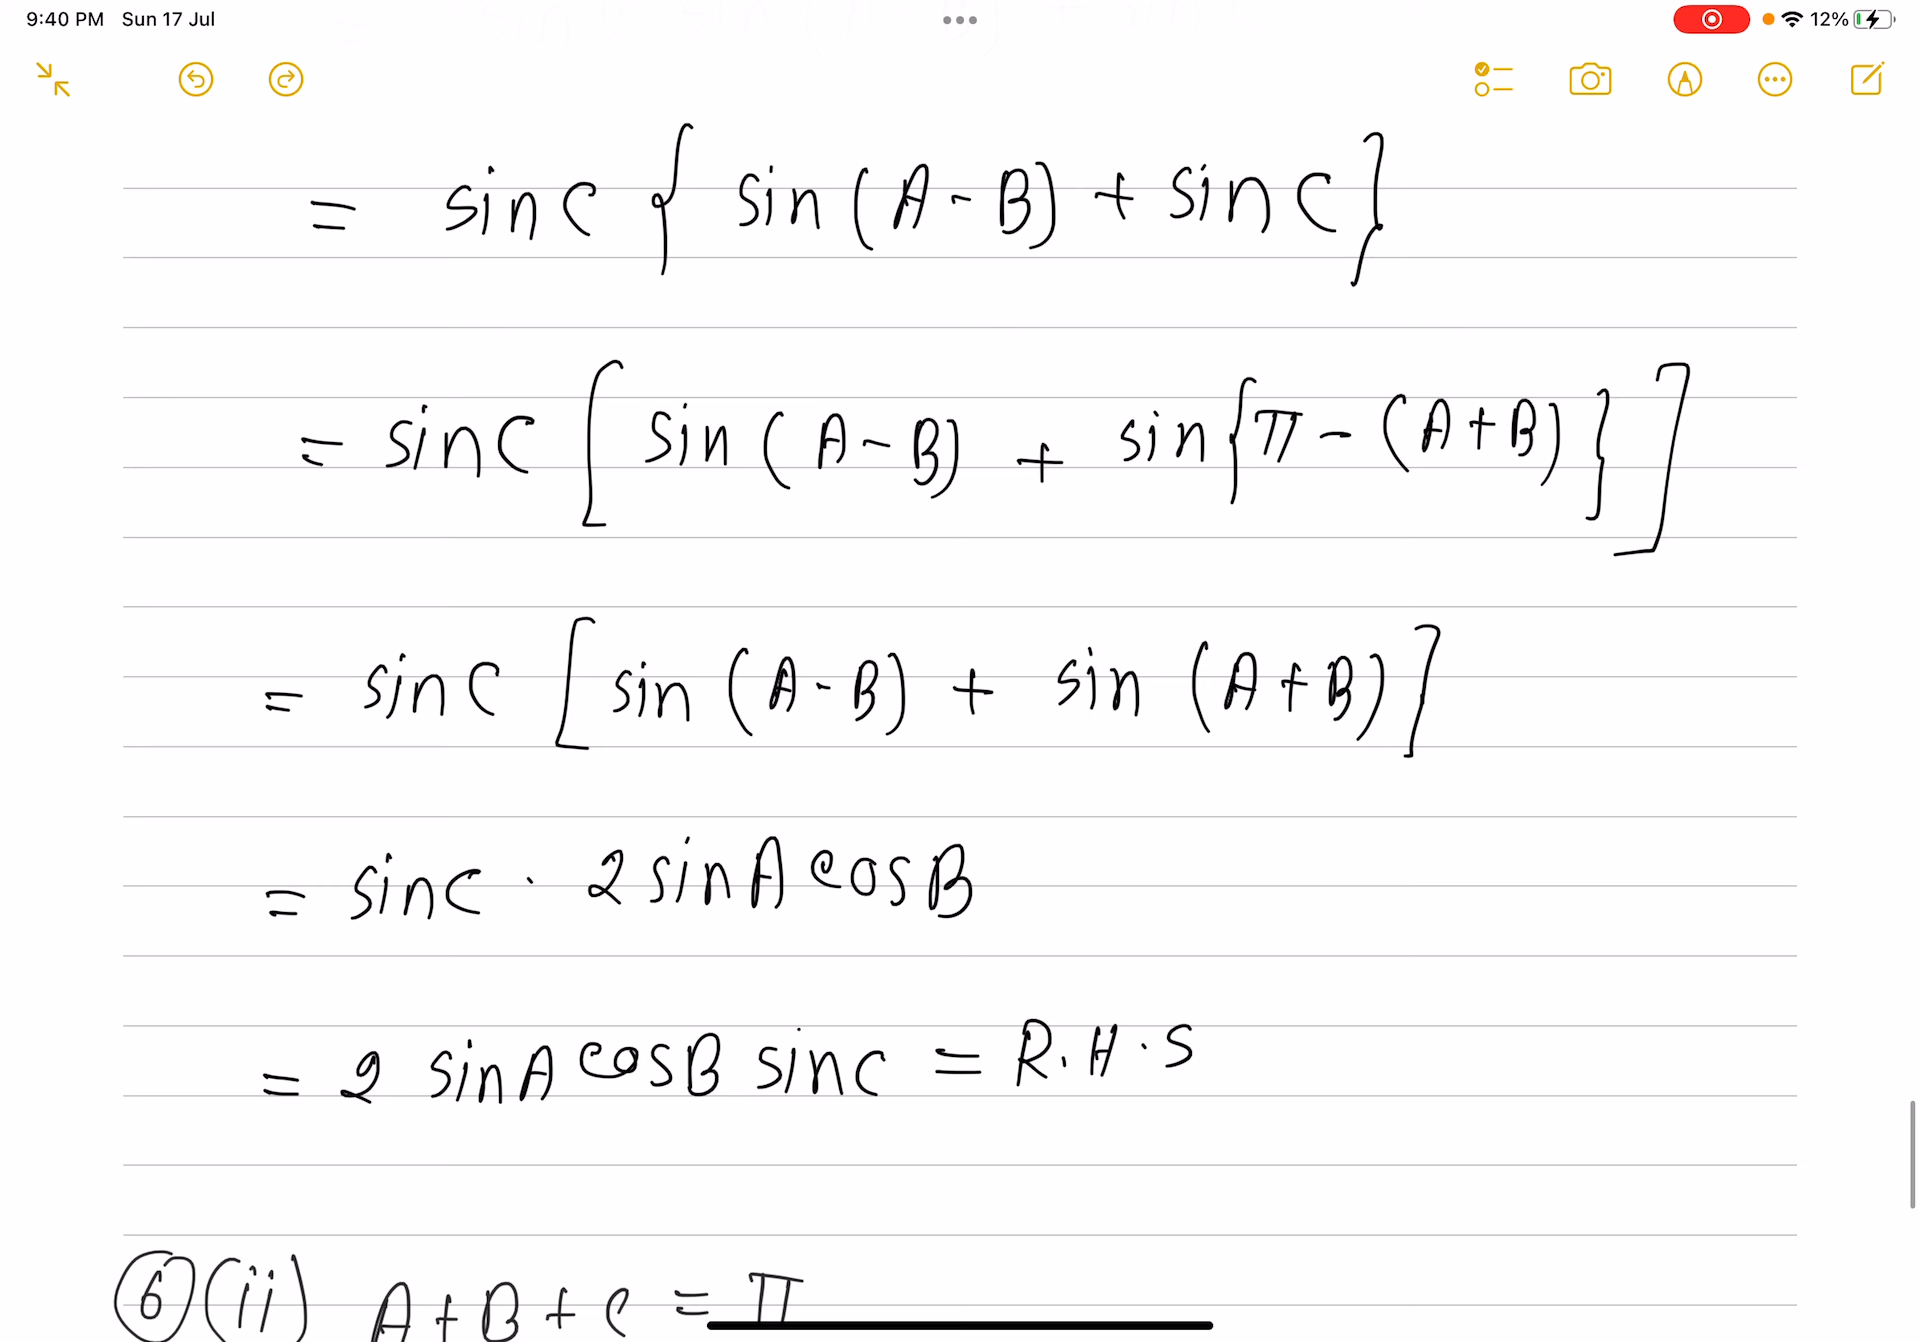 9:40 PM Sun 17 Jul 12%
= sin C { sin (A - B) + sin C}
= sin C [ sin (A - B) + sin {π - (A + B)} ]
= sin C [ sin (A - B) + sin (A + B) ]
= sin C · 2 sin A cos B
= 2 sin A cos B sin C = R.H.S
⑥ (ii) A + B + C = π